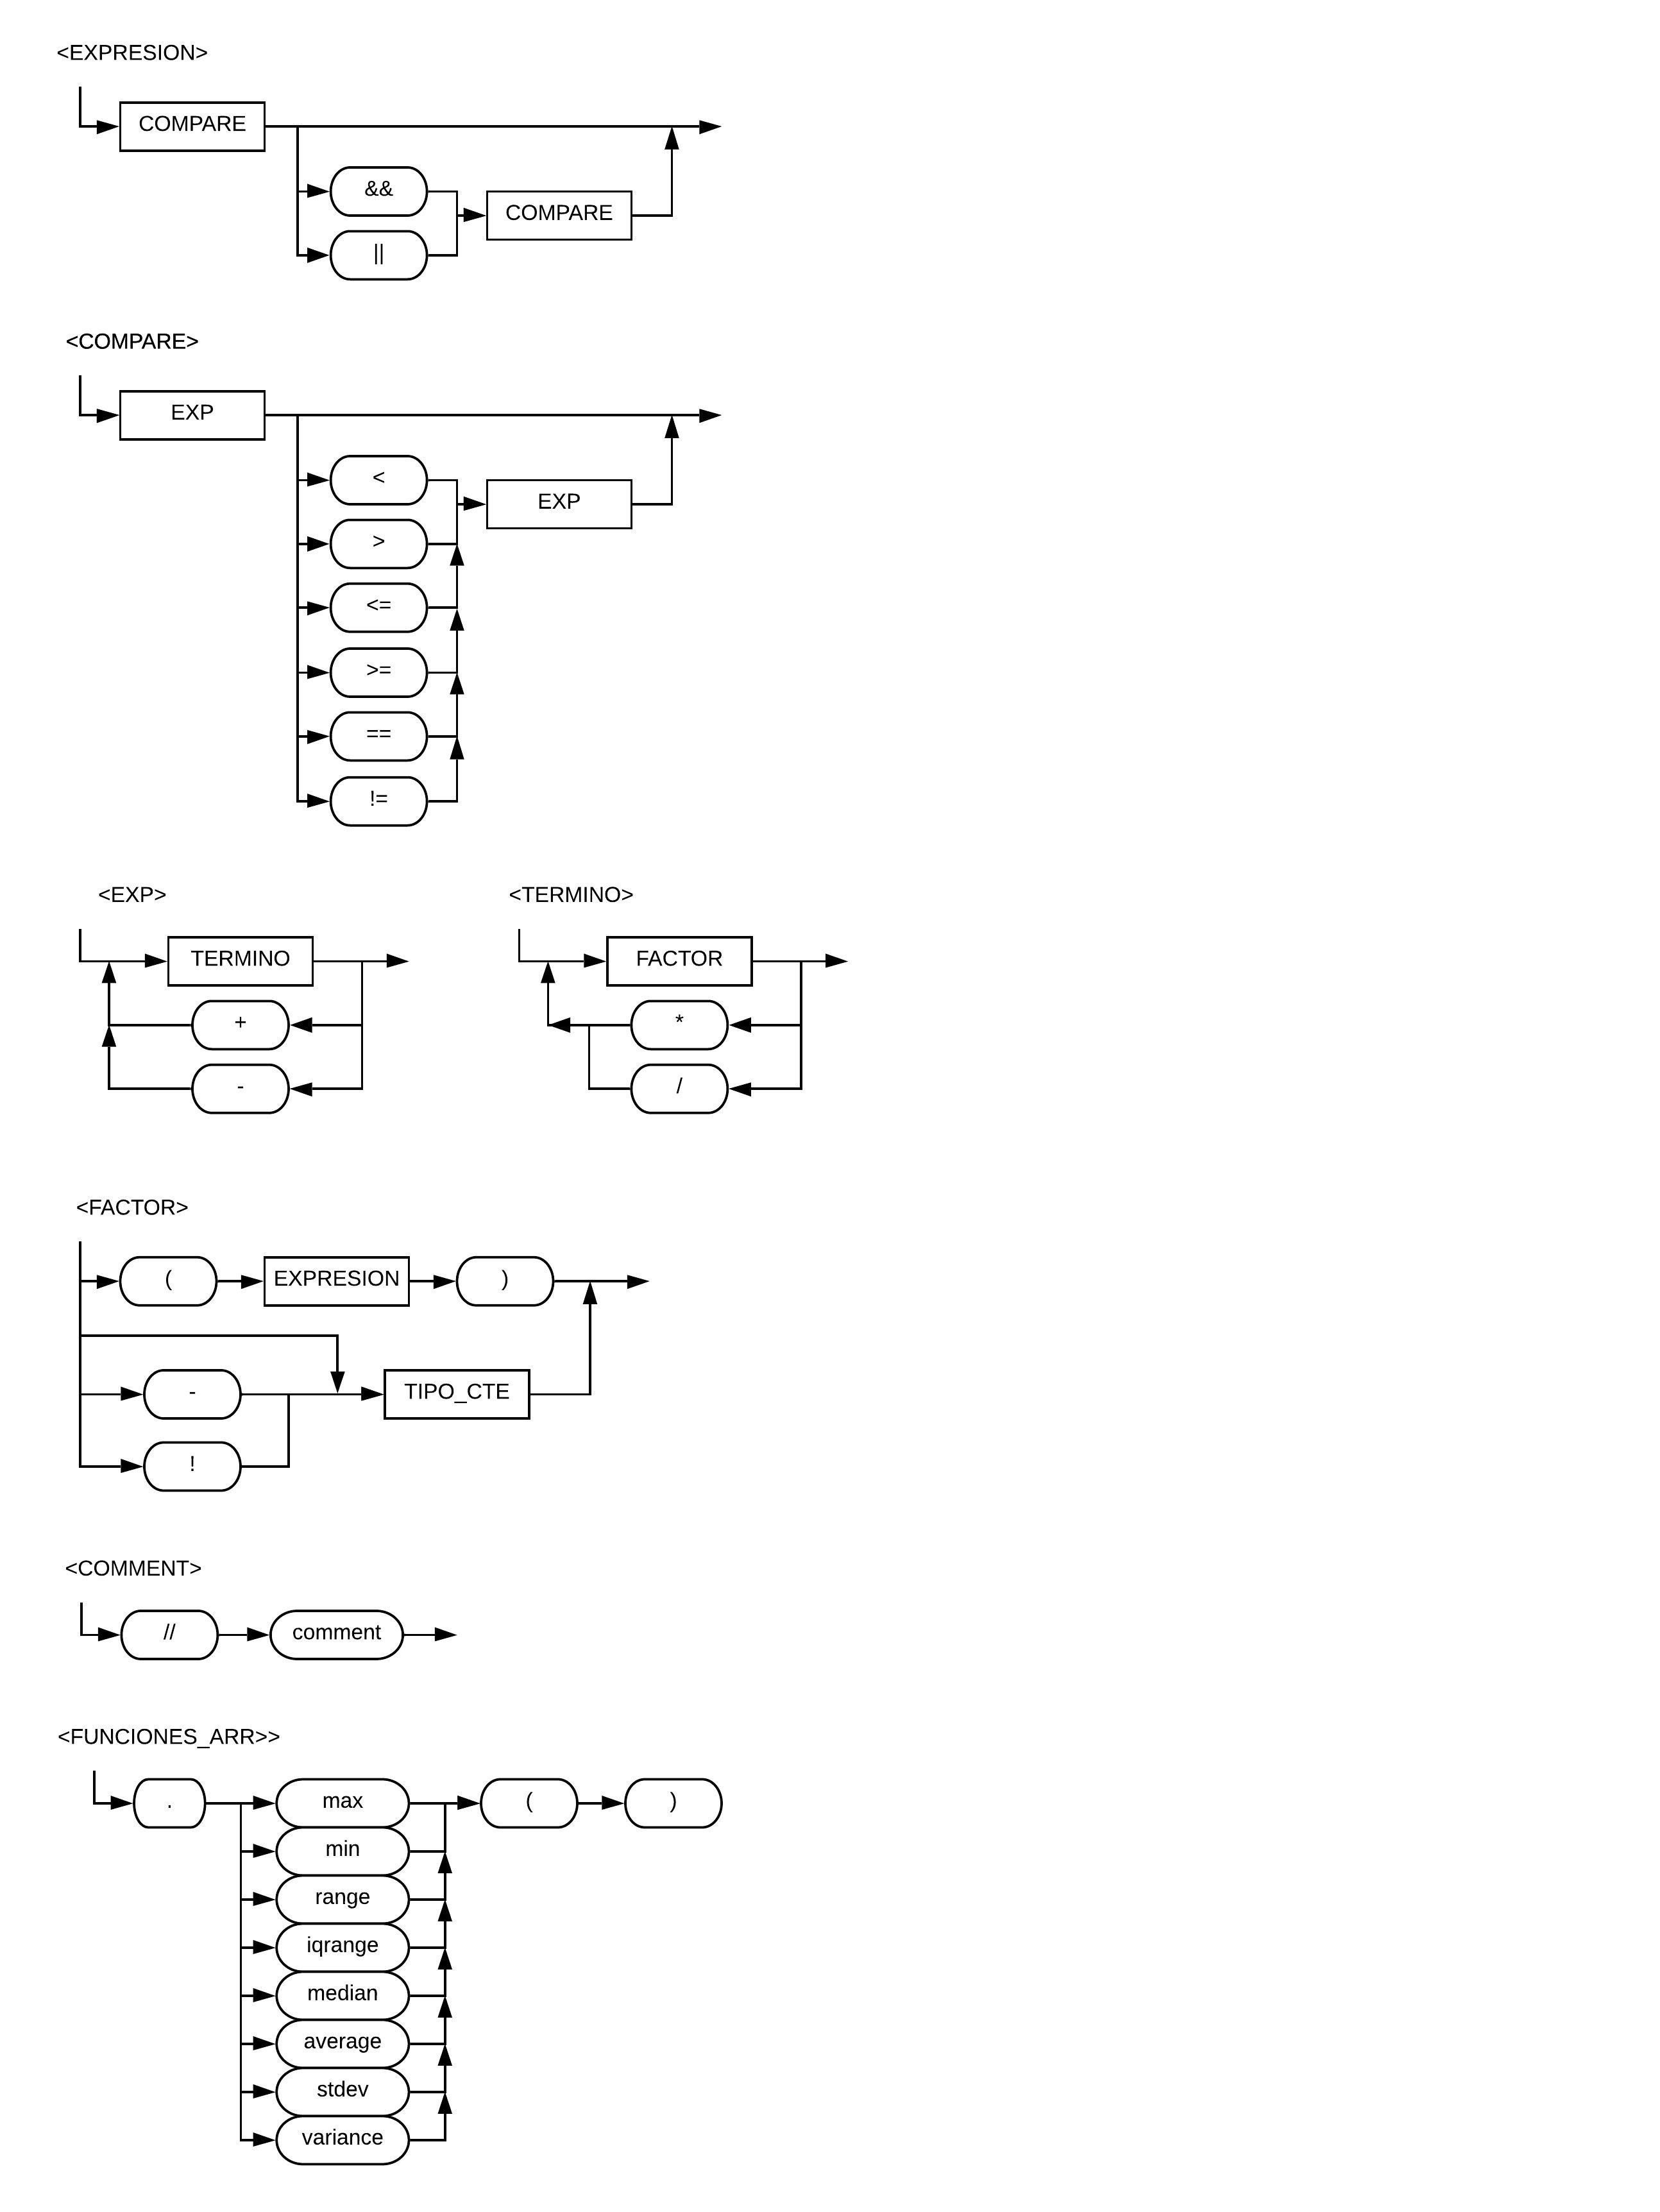 <EXPRESION>
COMPARE
&&
COMPARE
||
<COMPARE>
EXP
<
EXP
>
<=
>=
==
!=
<EXP>
TERMINO
+
-
<TERMINO>
FACTOR
*
/
<FACTOR>
(
EXPRESION
)
-
TIPO_CTE
!
<COMMENT>
//
comment
<FUNCIONES_ARR>>
.
max
(
)
min
range
iqrange
median
average
stdev
variance